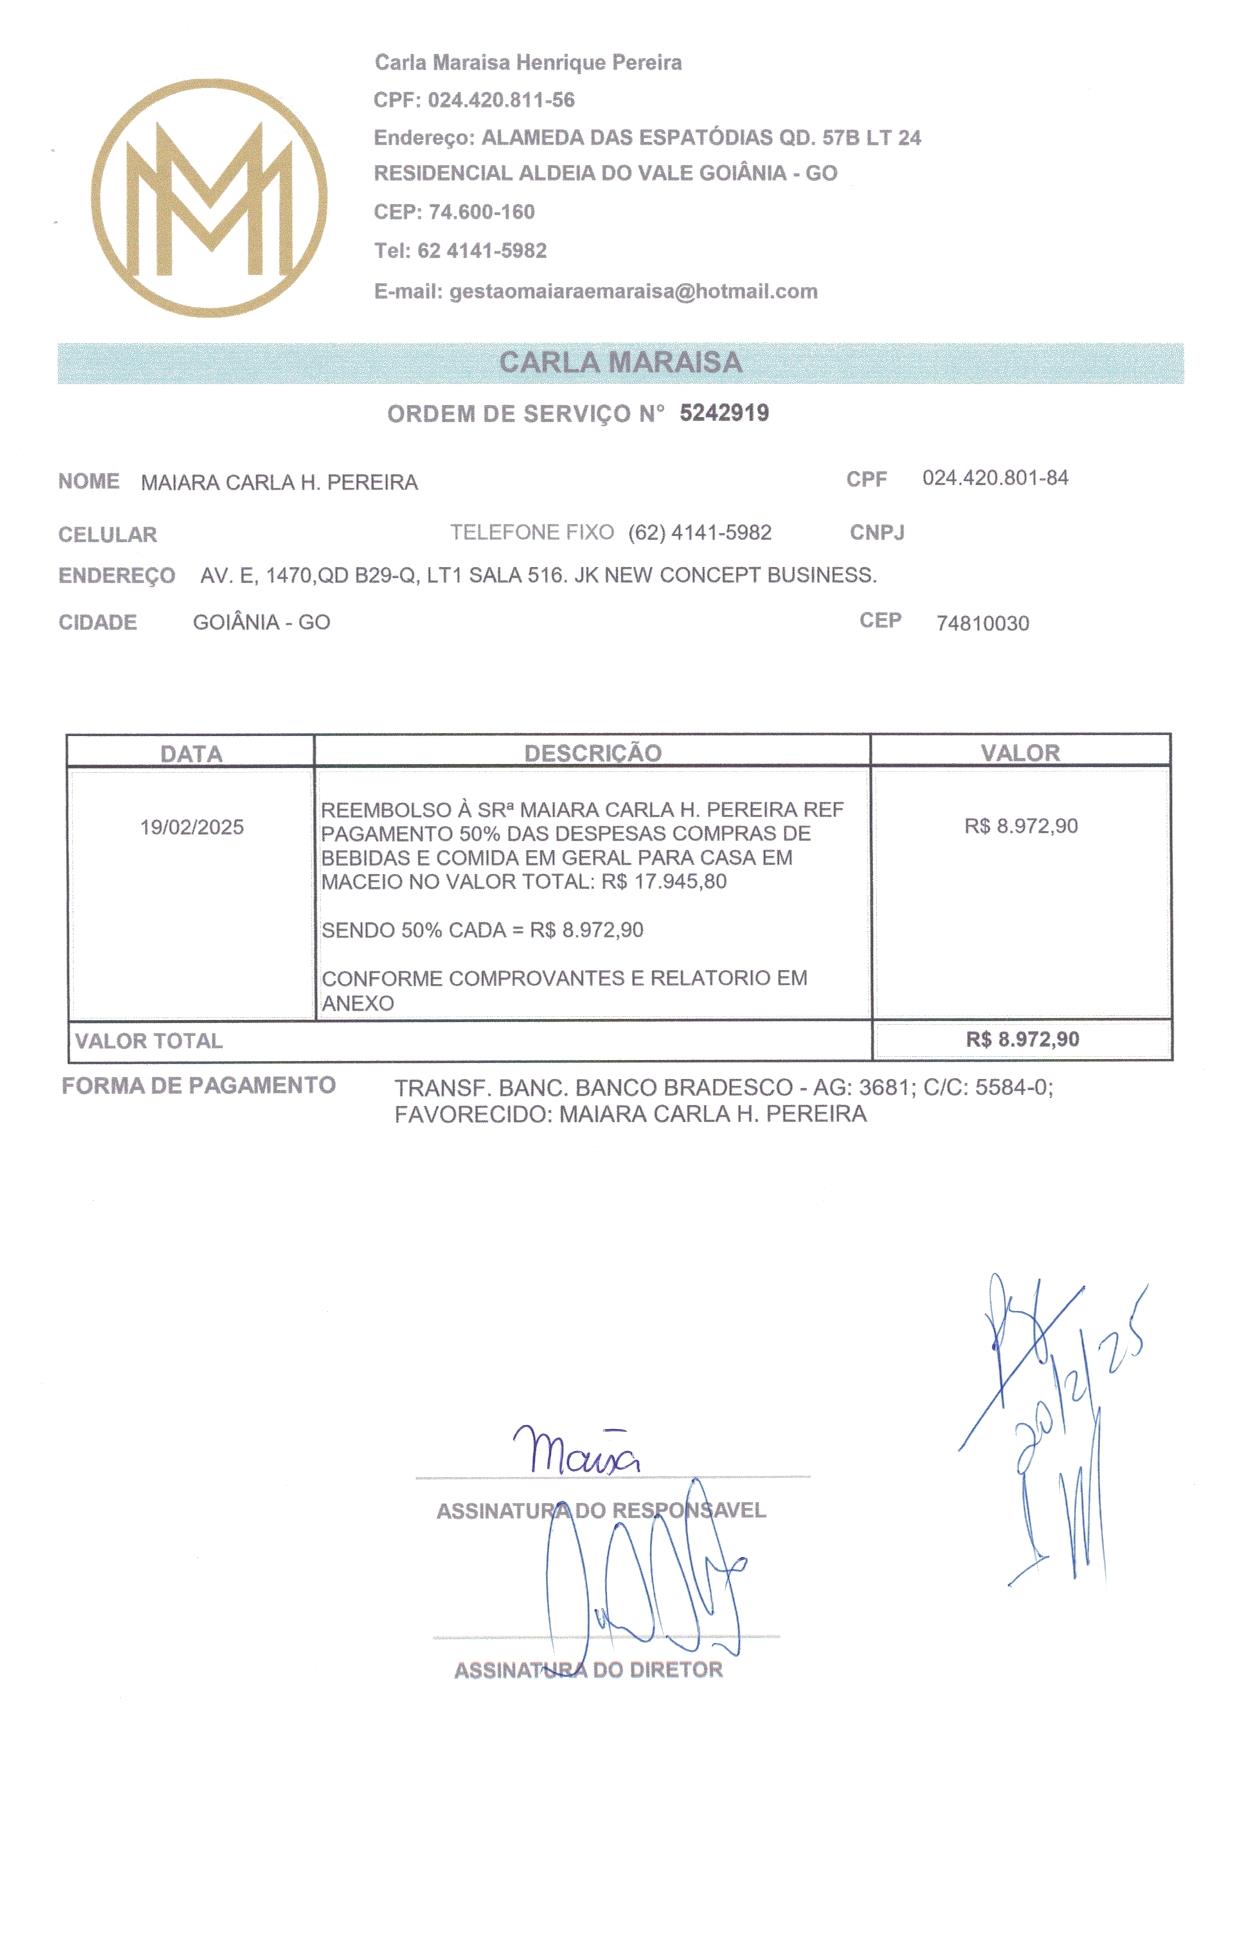 Carla Maraisa Henrique Pereira
CPF: 024.420.811-56
Endereço: ALAMEDA DAS ESPATÓDIAS QD. 57B LT 24
RESIDENCIAL ALDEIA DO VALE GOIÂNIA - GO
CEP: 74.600-160
Tel: 62 4141-5982
E-mail: gestaomaiaraemaraisa@hotmail.com
MM
CARLA MARAISA
ORDEM DE SERVIÇO N° 5242919
NOME MAIARA CARLA H. PEREIRA CPF 024.420.801-84
CELULAR TELEFONE FIXO (62) 4141-5982 CNPJ
ENDEREÇO AV. E, 1470,QD B29-Q, LT1 SALA 516. JK NEW CONCEPT BUSINESS.
CIDADE GOIÂNIA - GO CEP 74810030
DATA DESCRIÇÃO VALOR
19/02/2025
REEMBOLSO À SRª MAIARA CARLA H. PEREIRA REF
PAGAMENTO 50% DAS DESPESAS COMPRAS DE
BEBIDAS E COMIDA EM GERAL PARA CASA EM
MACEIO NO VALOR TOTAL: R$ 17.945,80
SENDO 50% CADA = R$ 8.972,90
CONFORME COMPROVANTES E RELATORIO EM
ANEXO
R$ 8.972,90
VALOR TOTAL R$ 8.972,90
FORMA DE PAGAMENTO TRANSF. BANC. BANCO BRADESCO - AG: 3681; C/C: 5584-0;
FAVORECIDO: MAIARA CARLA H. PEREIRA
20/2/25
ASSINATURA DO RESPONSAVEL
ASSINATURA DO DIRETOR